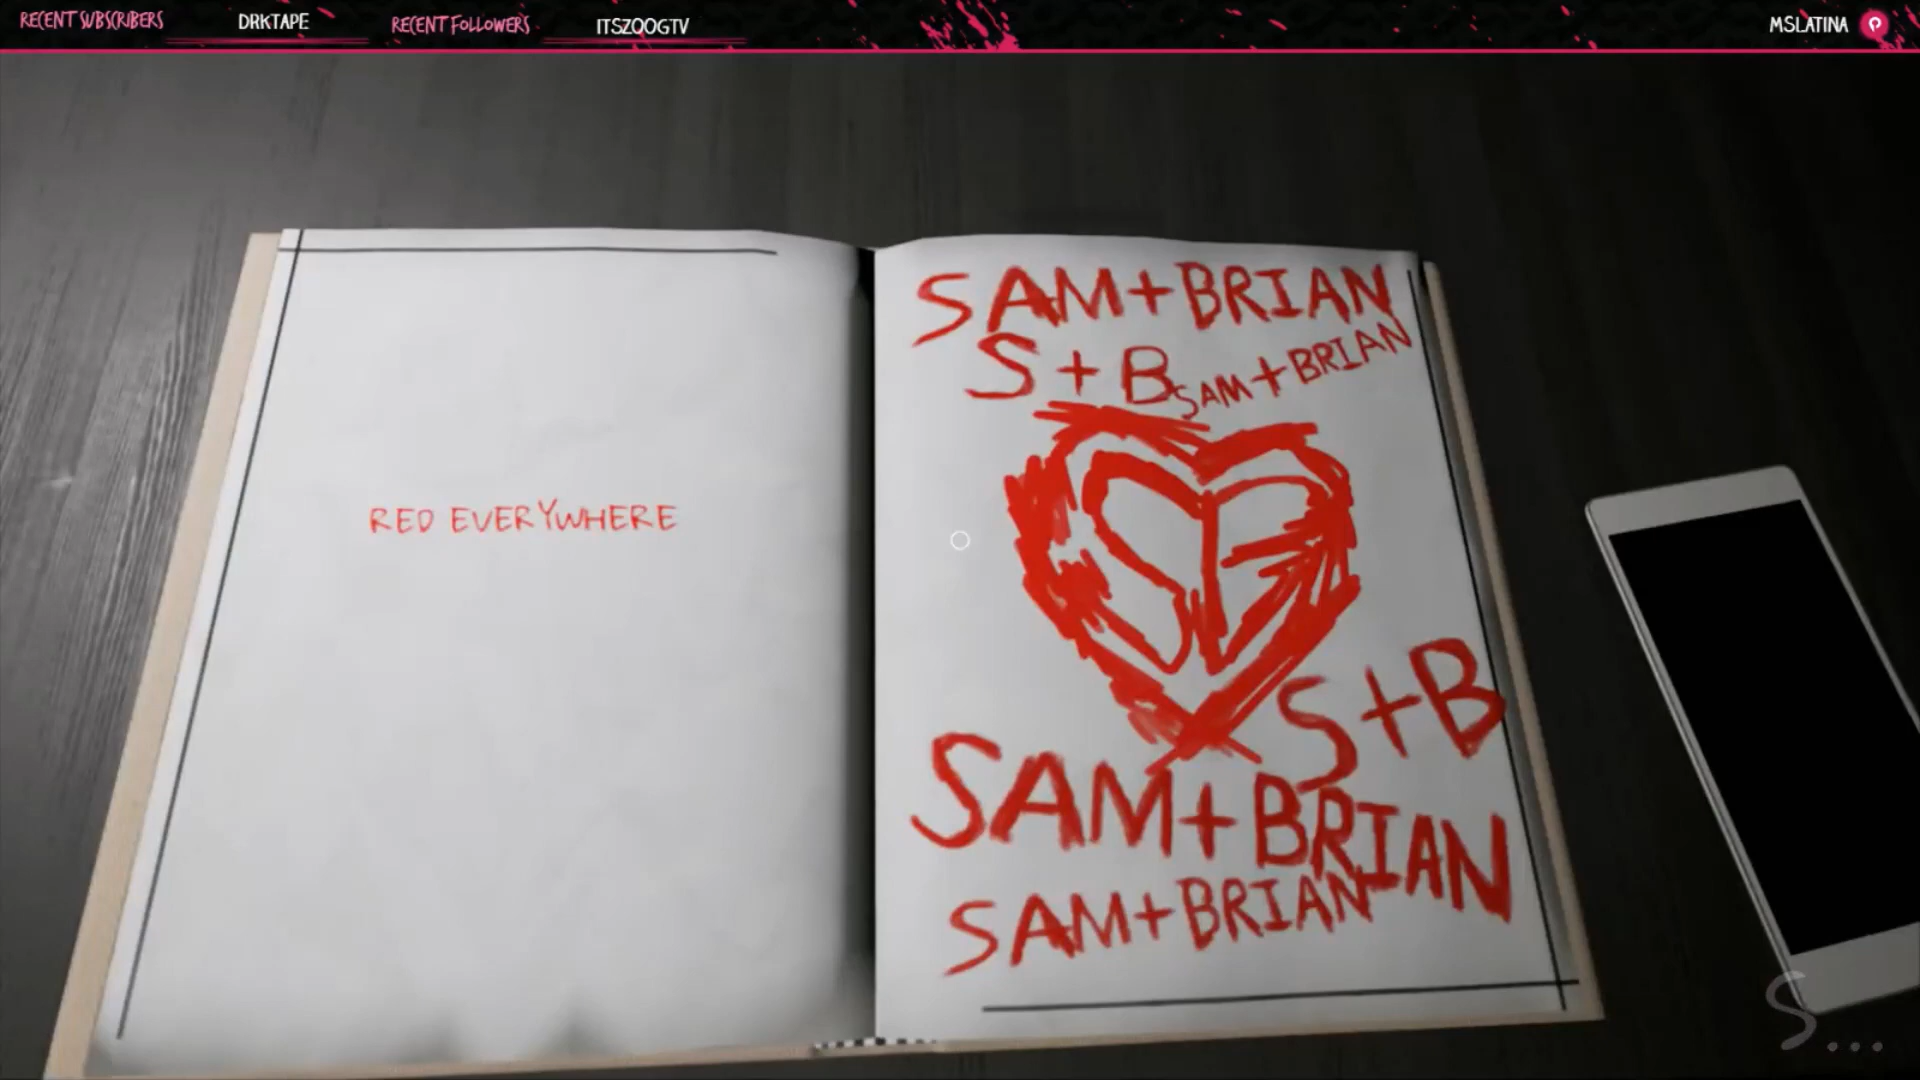 RECENT SUBSCRIBERS DRKTAPE RECENT FOLLOWERS ITSZOOGTV MSLATINA
RED EVERYWHERE
SAM+BRIAN
S+B
SAM+BRIAN
S+B
SAM+BRIAN
SAM+BRIAN
S...